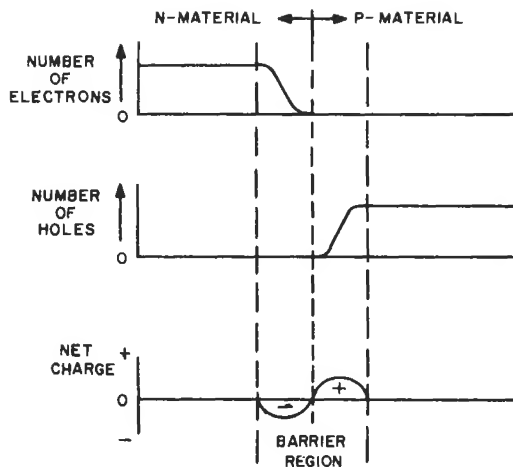 N-MATERIAL P-MATERIAL
NUMBER
OF
ELECTRONS
0
NUMBER
OF
HOLES
0
NET
CHARGE
+
0
-
- +
BARRIER
REGION